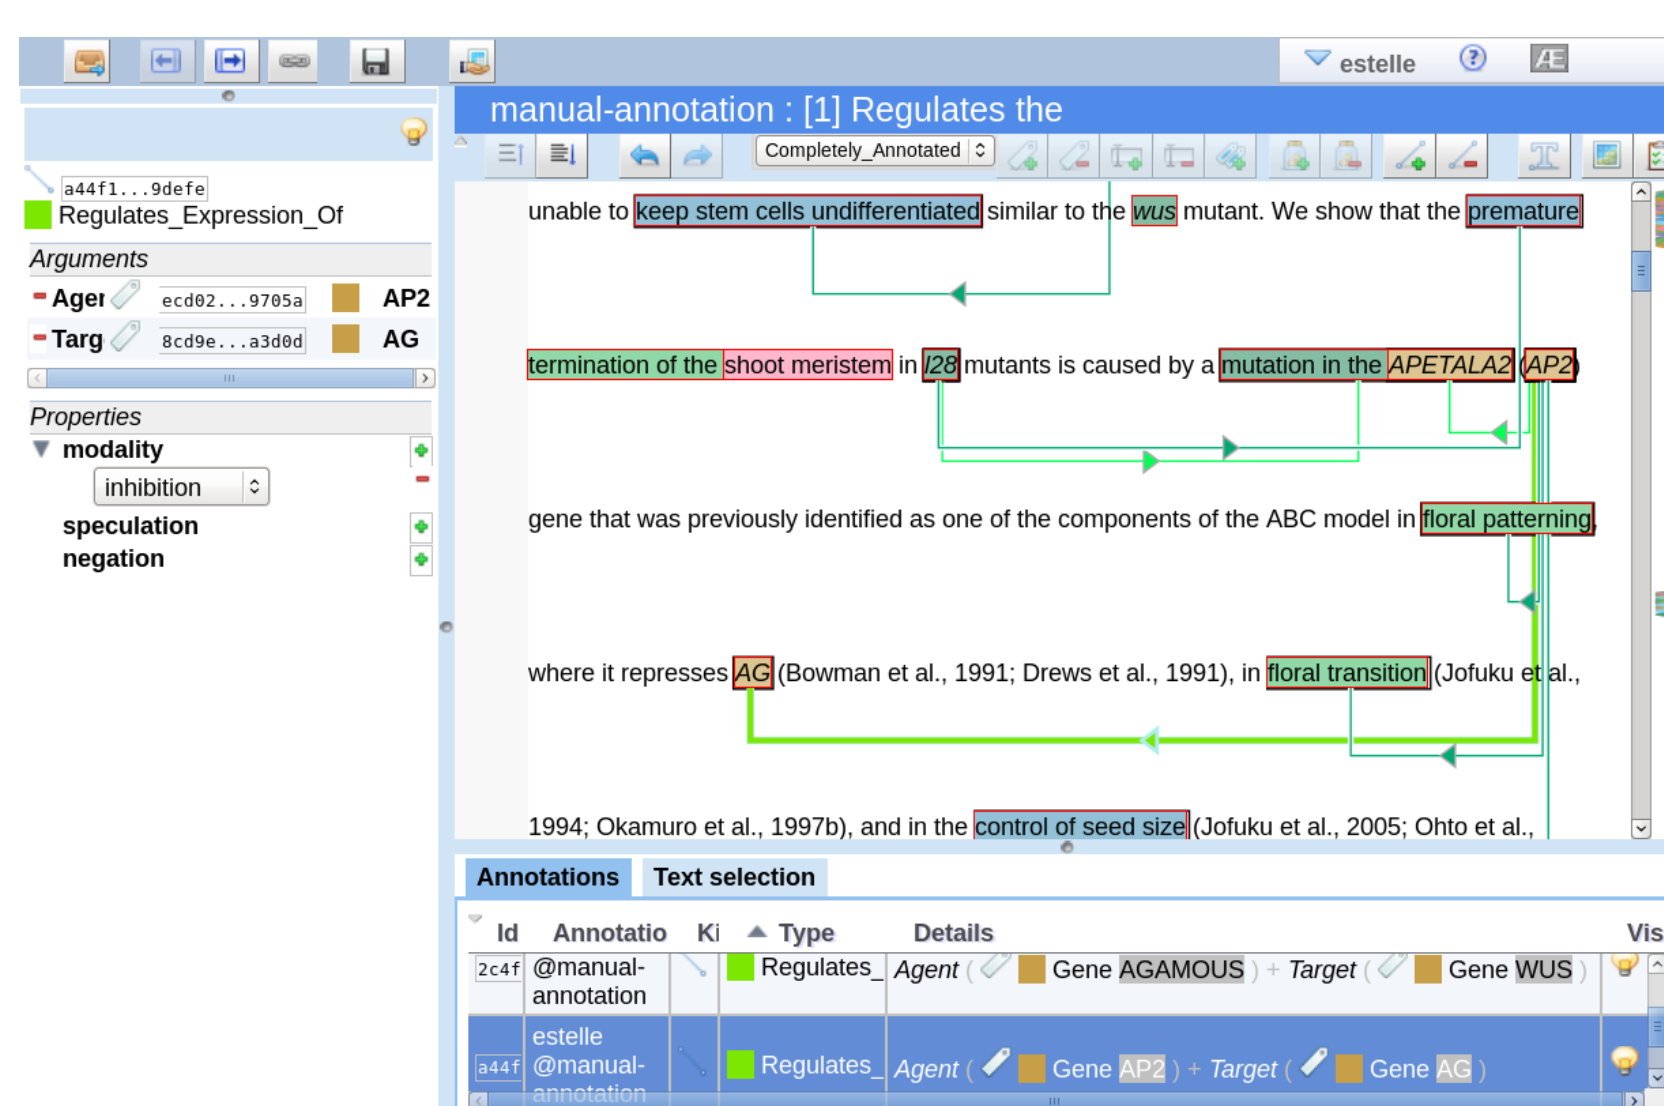 estelle
manual-annotation : [1] Regulates the
a44f1...9defe
Regulates_Expression_Of
Arguments
Agen ecd02...9705a AP2
Targ 8cd9e...a3d0d AG
Properties
modality
inhibition
speculation
negation
Completely_Annotated
unable to keep stem cells undifferentiated similar to the wus mutant. We show that the premature
termination of the shoot meristem in l28 mutants is caused by a mutation in the APETALA2 (AP2)
gene that was previously identified as one of the components of the ABC model in floral patterning,
where it represses AG (Bowman et al., 1991; Drews et al., 1991), in floral transition (Jofuku et al.,
1994; Okamuro et al., 1997b), and in the control of seed size (Jofuku et al., 2005; Ohto et al.,
Annotations Text selection
Id Annotatio Ki Type Details Vis
2c4f @manual-annotation Regulates_ Agent ( Gene AGAMOUS ) + Target ( Gene WUS )
a44f estelle @manual-annotation Regulates_ Agent ( Gene AP2 ) + Target ( Gene AG )